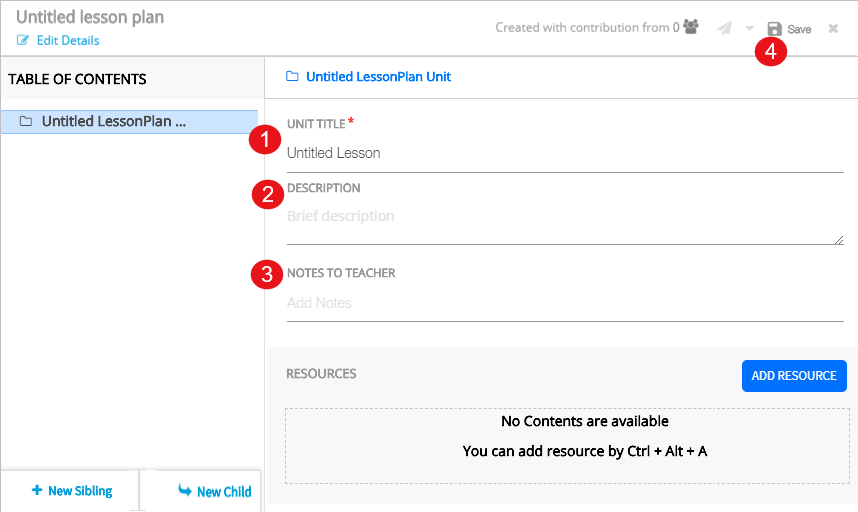 Untitled lesson plan
Edit Details
Created with contribution from 0
Save
4
TABLE OF CONTENTS
Untitled LessonPlan ...
Untitled LessonPlan Unit
1
UNIT TITLE *
Untitled Lesson
2
DESCRIPTION
Brief description
3
NOTES TO TEACHER
Add Notes
RESOURCES
ADD RESOURCE
No Contents are available
You can add resource by Ctrl + Alt + A
New Sibling
New Child